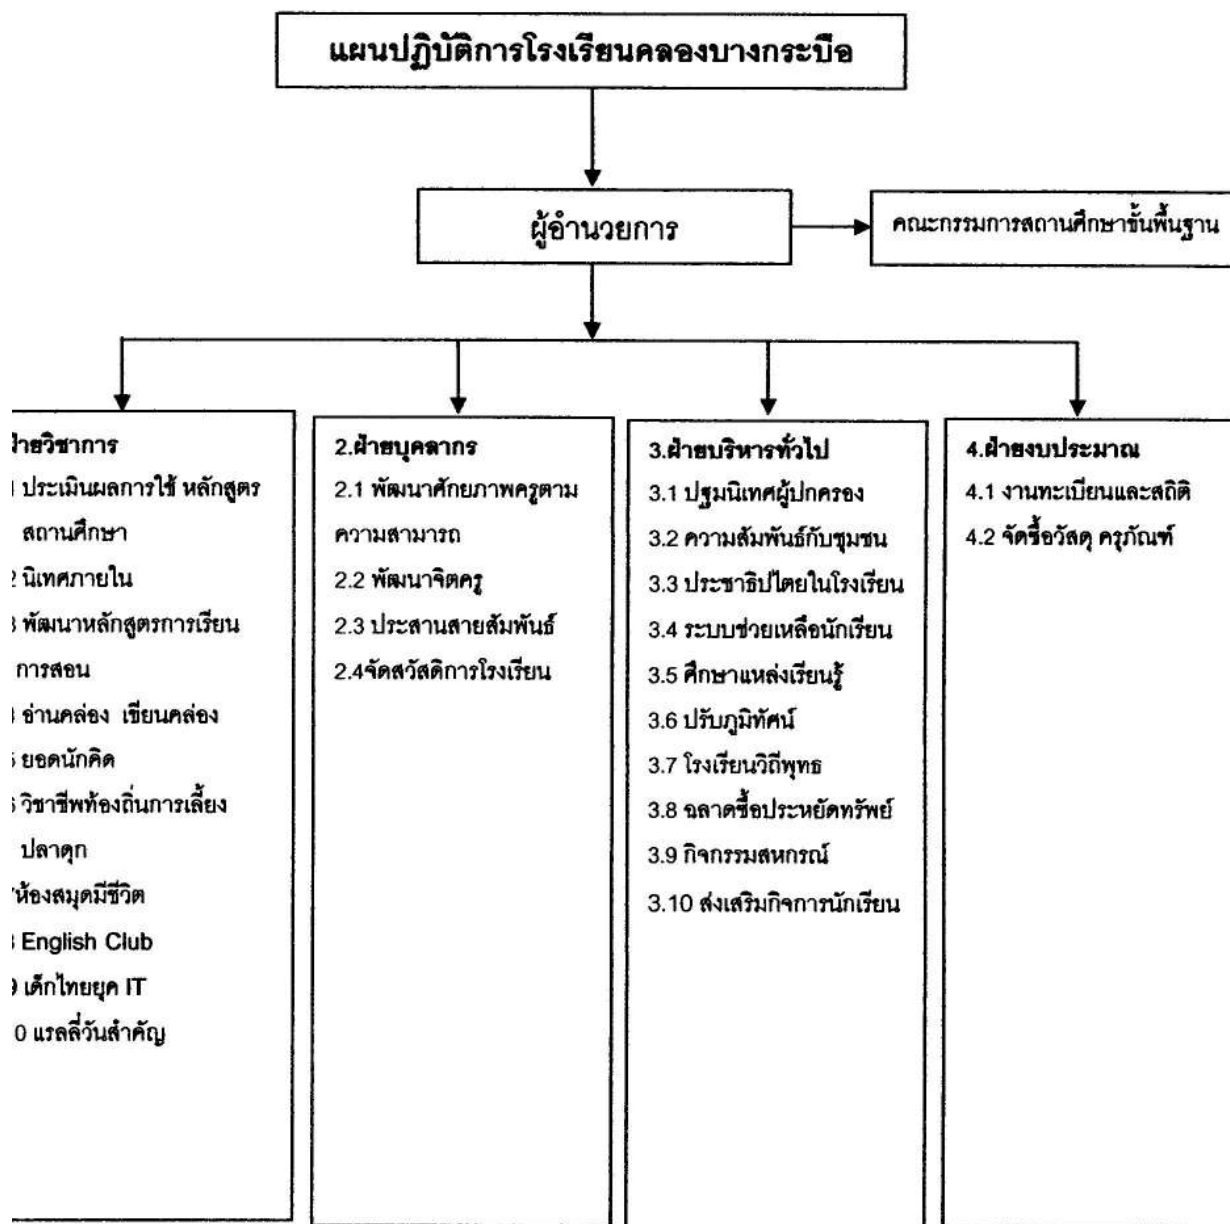 แผนปฏิบัติการโรงเรียนคลองบางกระบือ
ผู้อำนวยการ
คณะกรรมการสถานศึกษาขั้นพื้นฐาน
ฝ่ายวิชาการ
ประเมินผลการใช้ หลักสูตร
สถานศึกษา
นิเทศภายใน
พัฒนาหลักสูตรการเรียน
การสอน
อ่านคล่อง เขียนคล่อง
ยอดนักคิด
วิชาชีพท้องถิ่นการเลี้ยง
ปลาดุก
ห้องสมุดมีชีวิต
English Club
เด็กไทยยุค IT
0 แรลลี่วันสำคัญ
2.ฝ่ายบุคลากร
2.1 พัฒนาศักยภาพครูตาม
ความสามารถ
2.2 พัฒนาจิตครู
2.3 ประสานสายสัมพันธ์
2.4จัดสวัสดิการโรงเรียน
3.ฝ่ายบริหารทั่วไป
3.1 ปฐมนิเทศผู้ปกครอง
3.2 ความสัมพันธ์กับชุมชน
3.3 ประชาธิปไตยในโรงเรียน
3.4 ระบบช่วยเหลือนักเรียน
3.5 ศึกษาแหล่งเรียนรู้
3.6 ปรับภูมิทัศน์
3.7 โรงเรียนวิถีพุทธ
3.8 ฉลาดซื้อประหยัดทรัพย์
3.9 กิจกรรมสหกรณ์
3.10 ส่งเสริมกิจการนักเรียน
4.ฝ่ายงบประมาณ
4.1 งานทะเบียนและสถิติ
4.2 จัดซื้อวัสดุ ครุภัณฑ์